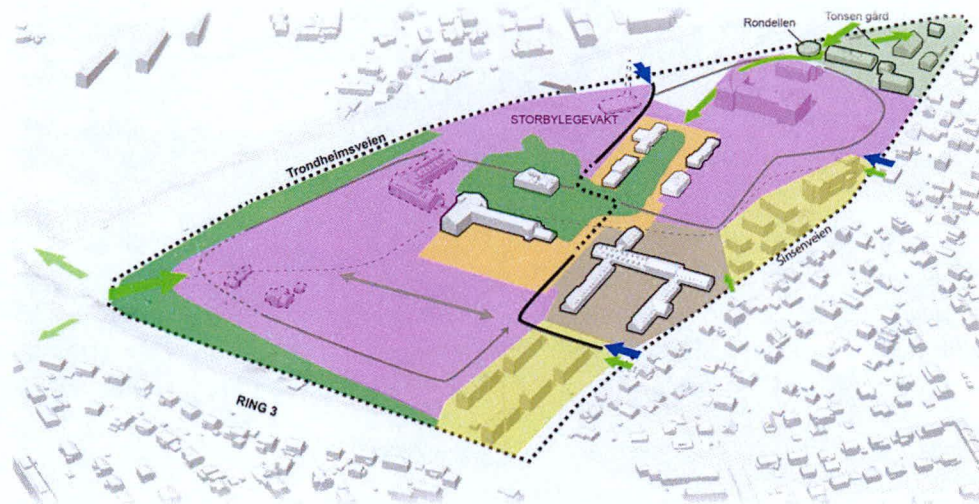 Rondellen
Tonsen gård
STORBYLEGEVAKT
Trondheimsveien
Sinsenveien
RING 3